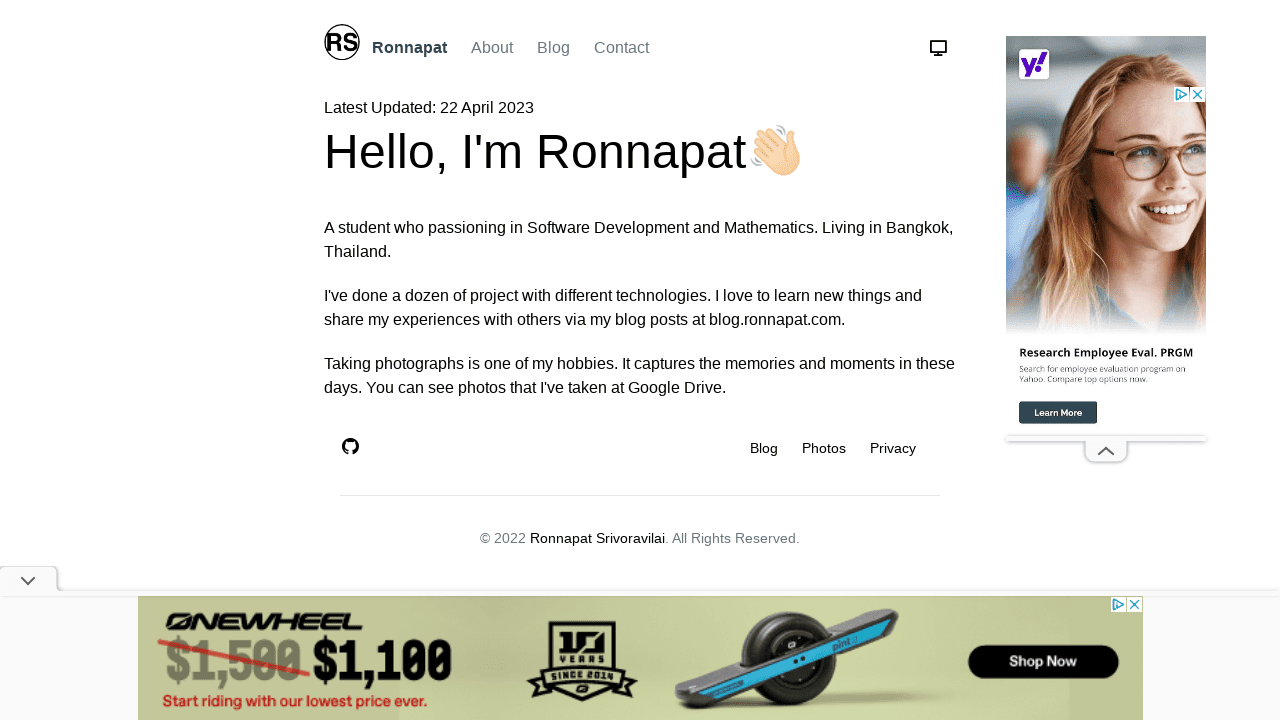 RS Ronnapat About Blog Contact
Latest Updated: 22 April 2023
Hello, I'm Ronnapat👋🏻
A student who passioning in Software Development and Mathematics. Living in Bangkok,
Thailand.
I've done a dozen of project with different technologies. I love to learn new things and
share my experiences with others via my blog posts at blog.ronnapat.com.
Taking photographs is one of my hobbies. It captures the memories and moments in these
days. You can see photos that I've taken at Google Drive.
Blog Photos Privacy
© 2022 Ronnapat Srivoravilai. All Rights Reserved.
y!
Research Employee Eval. PRGM
Search for employee evaluation program on
Yahoo. Compare top options now.
Learn More
ONEWHEEL
$1,500 $1,100
Start riding with our lowest price ever.
10
YEARS
SINCE 2014
pint
Shop Now